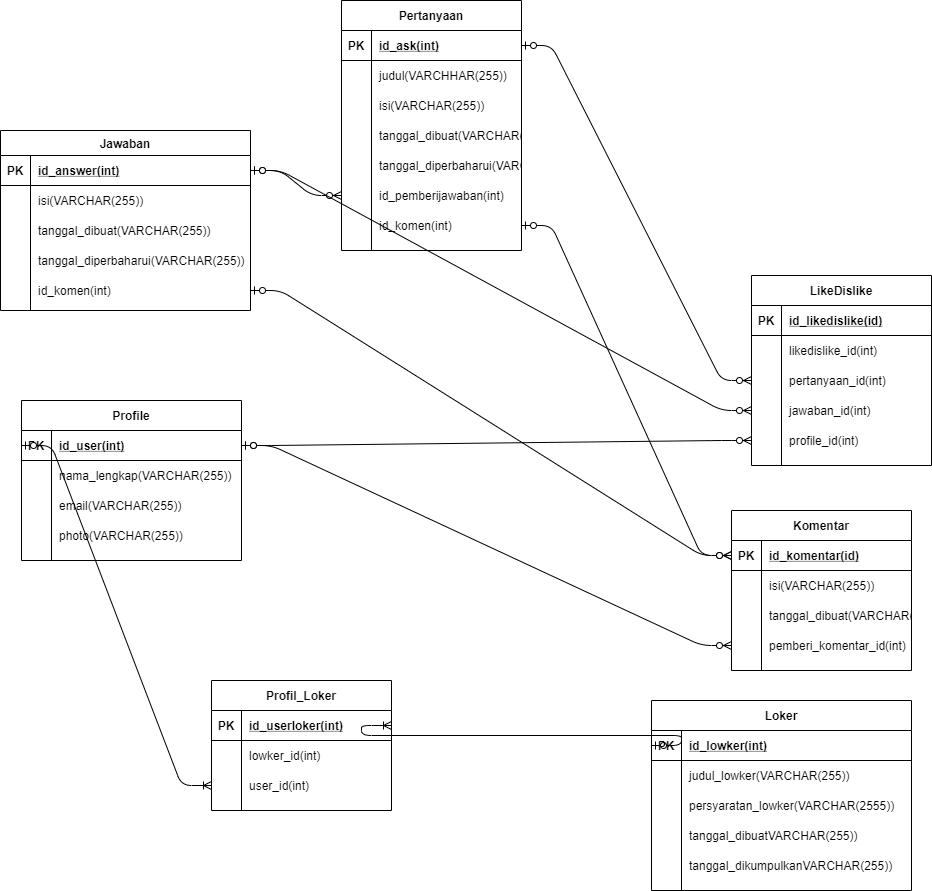 Pertanyaan
PK id_ask(int)
judul(VARCHHAR(255))
isi(VARCHAR(255))
tanggal_dibuat(VARCHAR(
tanggal_diperbaharui(VAR
id_pemberijawaban(int)
id_komen(int)
Jawaban
PK id_answer(int)
isi(VARCHAR(255))
tanggal_dibuat(VARCHAR(255))
tanggal_diperbaharui(VARCHAR(255))
id_komen(int)
LikeDislike
PK id_likedislike(id)
likedislike_id(int)
pertanyaan_id(int)
jawaban_id(int)
profile_id(int)
Profile
PK id_user(int)
nama_lengkap(VARCHAR(255))
email(VARCHAR(255))
photo(VARCHAR(255))
Komentar
PK id_komentar(id)
isi(VARCHAR(255))
tanggal_dibuat(VARCHAR(
pemberi_komentar_id(int)
Profil_Loker
PK id_userloker(int)
lowker_id(int)
user_id(int)
Loker
PK id_lowker(int)
judul_lowker(VARCHAR(255))
persyaratan_lowker(VARCHAR(2555))
tanggal_dibuatVARCHAR(255))
tanggal_dikumpulkanVARCHAR(255))